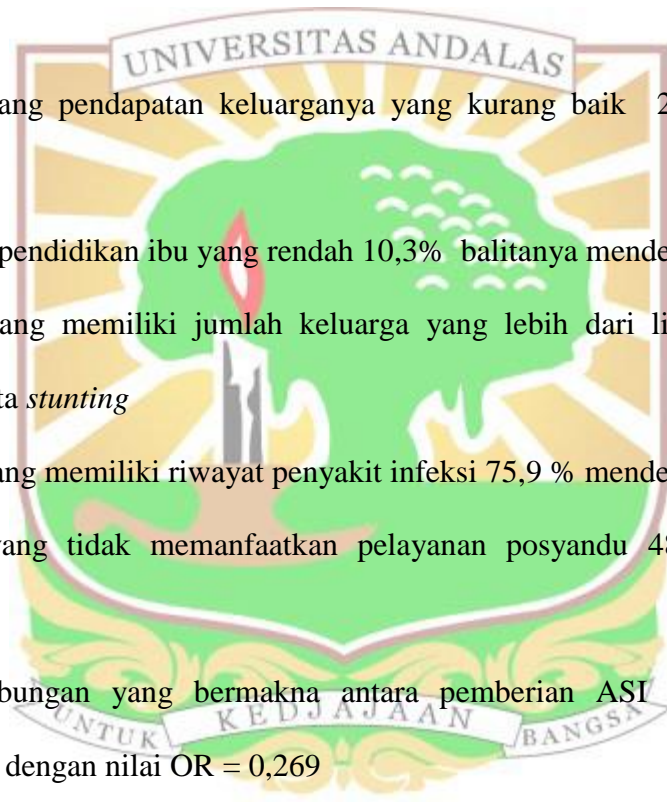 UNIVERSITAS ANDALAS
ang pendapatan keluarganya yang kurang baik 2
pendidikan ibu yang rendah 10,3% balitanya mende
ang memiliki jumlah keluarga yang lebih dari li
ta stunting
ang memiliki riwayat penyakit infeksi 75,9 % mende
yang tidak memanfaatkan pelayanan posyandu 48
bungan yang bermakna antara pemberian ASI
UNTUK KEDJAJAAN BANGSA
dengan nilai OR = 0,269